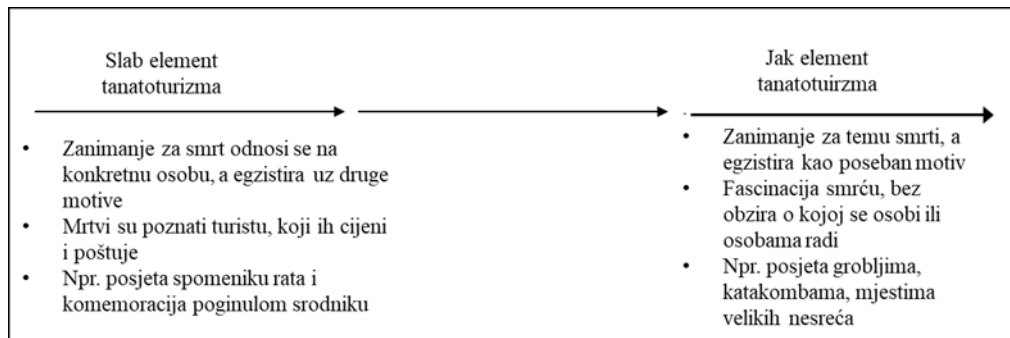 Slab element
tanatoturizma
• Zanimanje za smrt odnosi se na
konkretnu osobu, a egzistira uz druge
motive
• Mrtvi su poznati turistu, koji ih cijeni
i poštuje
• Npr. posjeta spomeniku rata i
komemoracija poginulom srodniku
Jak element
tanatotuirzma
• Zanimanje za temu smrti, a
egzistira kao poseban motiv
• Fascinacija smrću, bez
obzira o kojoj se osobi ili
osobama radi
• Npr. posjeta grobljima,
katakombama, mjestima
velikih nesreća